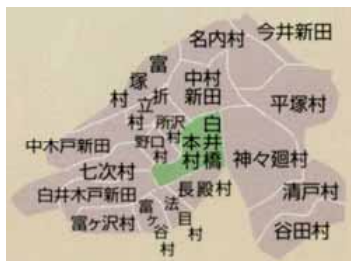 今井新田
名内村
富塚村
中村
新田
折立村
平塚村
所沢村
白井橋本村
野口村
中木戸新田
神々廻村
七次村
清戸村
白井木戸新田
長殿村
法目村
富ヶ谷村
富ヶ沢村
谷田村